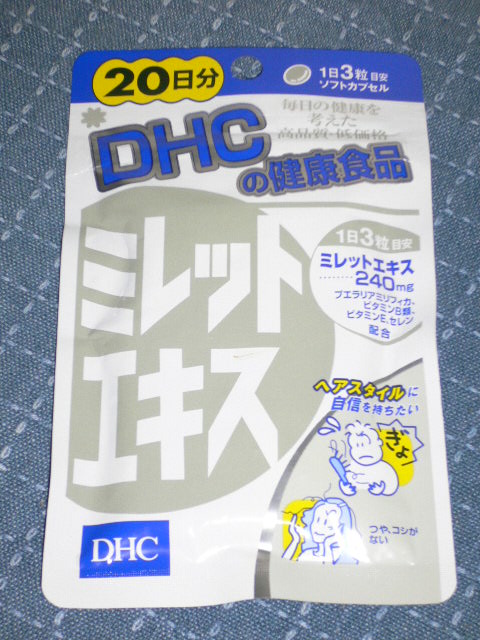 20日分
1日3粒目安
ソフトカプセル
毎日の健康を
考えた
高品質・低価格
DHC
の健康食品
ミレット
エキス
1日3粒目安
ミレットエキス
........240mg
プエラリアミリフィカ、
ビタミンB類、
ビタミンE、セレン
配合
ヘアスタイルに
自信を持ちたい
ぎょ
つや、コシが
ない
DHC